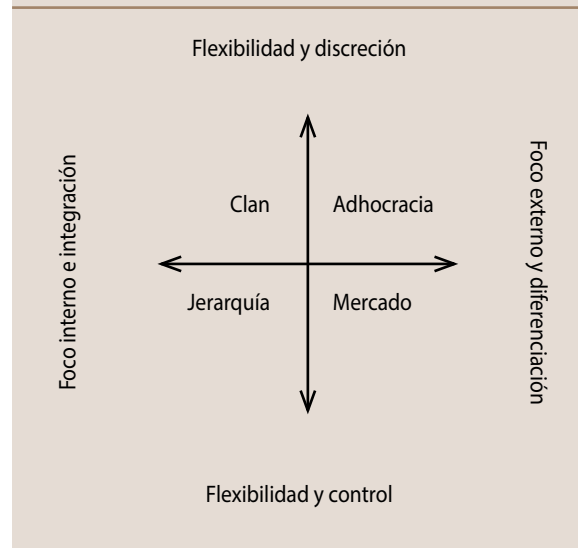 Flexibilidad y discreción
Foco interno e integración
Clan
Adhocracia
Foco externo y diferenciación
Jerarquía
Mercado
Flexibilidad y control